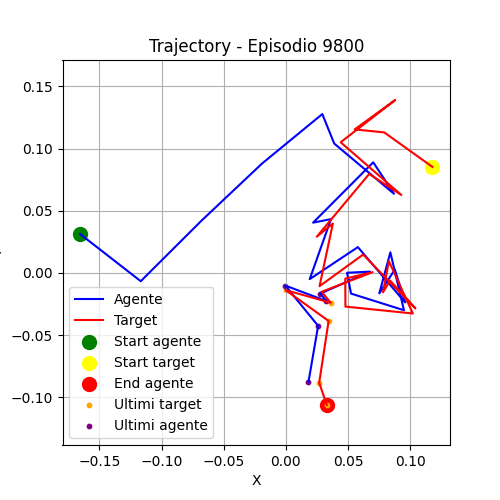 Trajectory - Episodio 9800
0.15
0.10
0.05
0.00
−0.05
−0.10
Agente
Target
Start agente
Start target
End agente
Ultimi target
Ultimi agente
−0.15 −0.10 −0.05 0.00 0.05 0.10
X